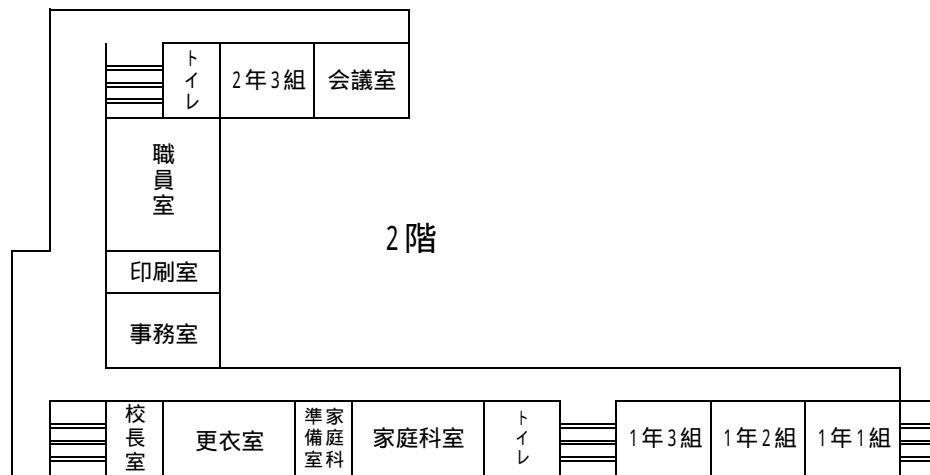 トイレ
2年3組
会議室
職員室
2階
印刷室
事務室
校長室
更衣室
家庭科準備室
家庭科室
トイレ
1年3組
1年2組
1年1組